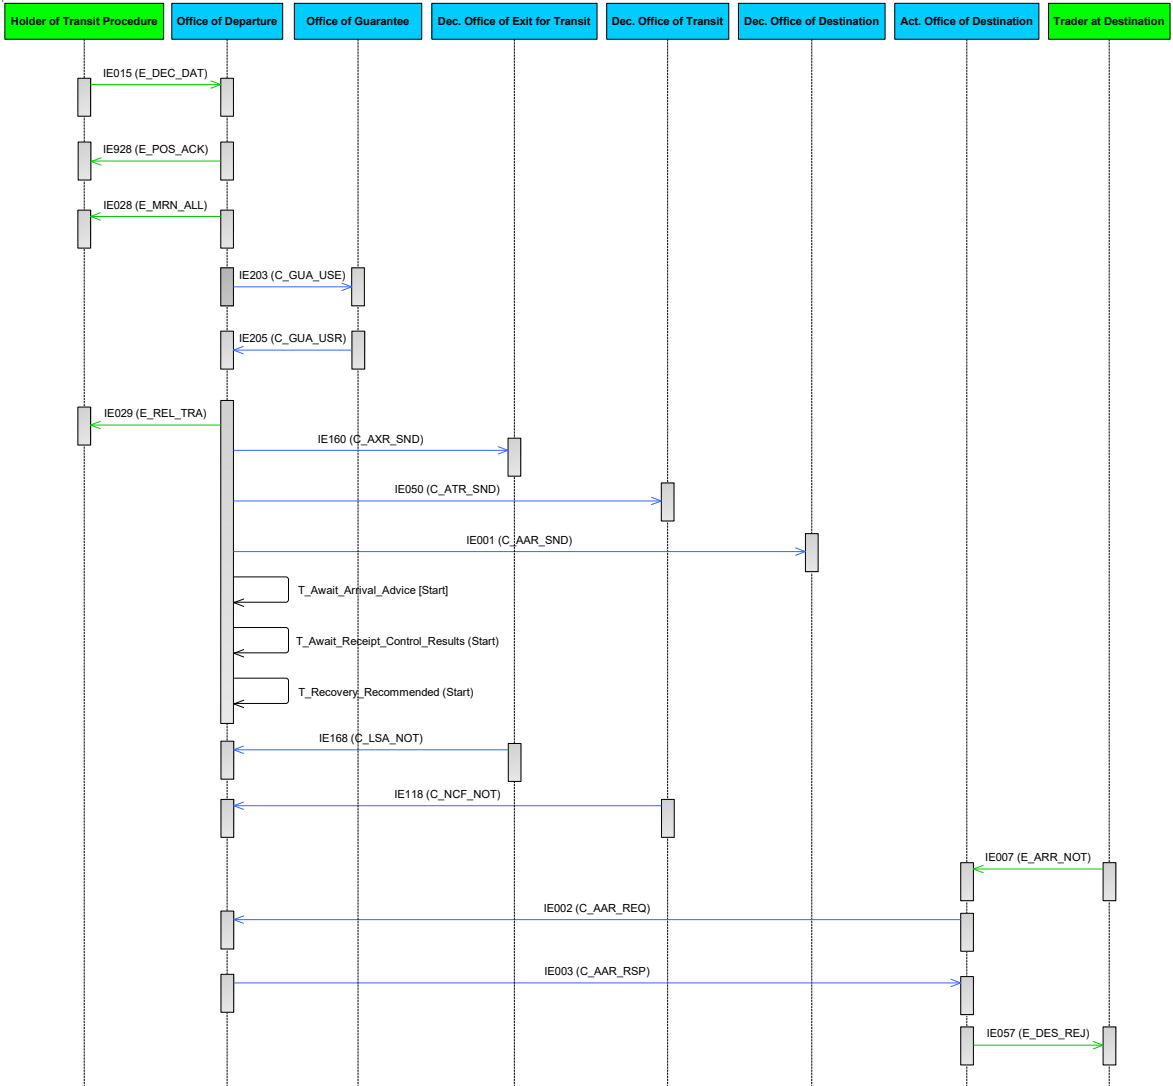 Holder of Transit Procedure
Office of Departure
Office of Guarantee
Dec. Office of Exit for Transit
Dec. Office of Transit
Dec. Office of Destination
Act. Office of Destination
Trader at Destination
IE015 (E_DEC_DAT)
IE928 (E_POS_ACK)
IE028 (E_MRN_ALL)
IE203 (C_GUA_USE)
IE205 (C_GUA_USR)
IE029 (E_REL_TRA)
IE160 (C_AXR_SND)
IE050 (C_ATR_SND)
IE001 (C_AAR_SND)
T_Await_Arrival_Advice [Start]
T_Await_Receipt_Control_Results (Start)
T_Recovery_Recommended (Start)
IE168 (C_LSA_NOT)
IE118 (C_NCF_NOT)
IE007 (E_ARR_NOT)
IE002 (C_AAR_REQ)
IE003 (C_AAR_RSP)
IE057 (E_DES_REJ)